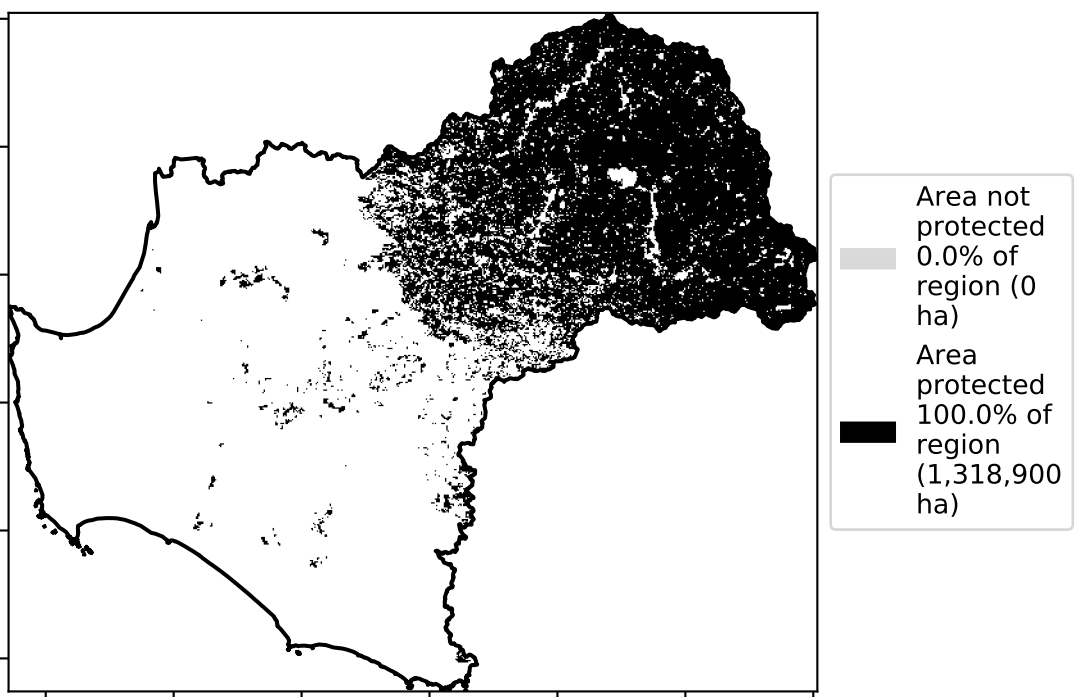 Area not
protected
0.0% of
region (0
ha)
Area
protected
100.0% of
region
(1,318,900
ha)